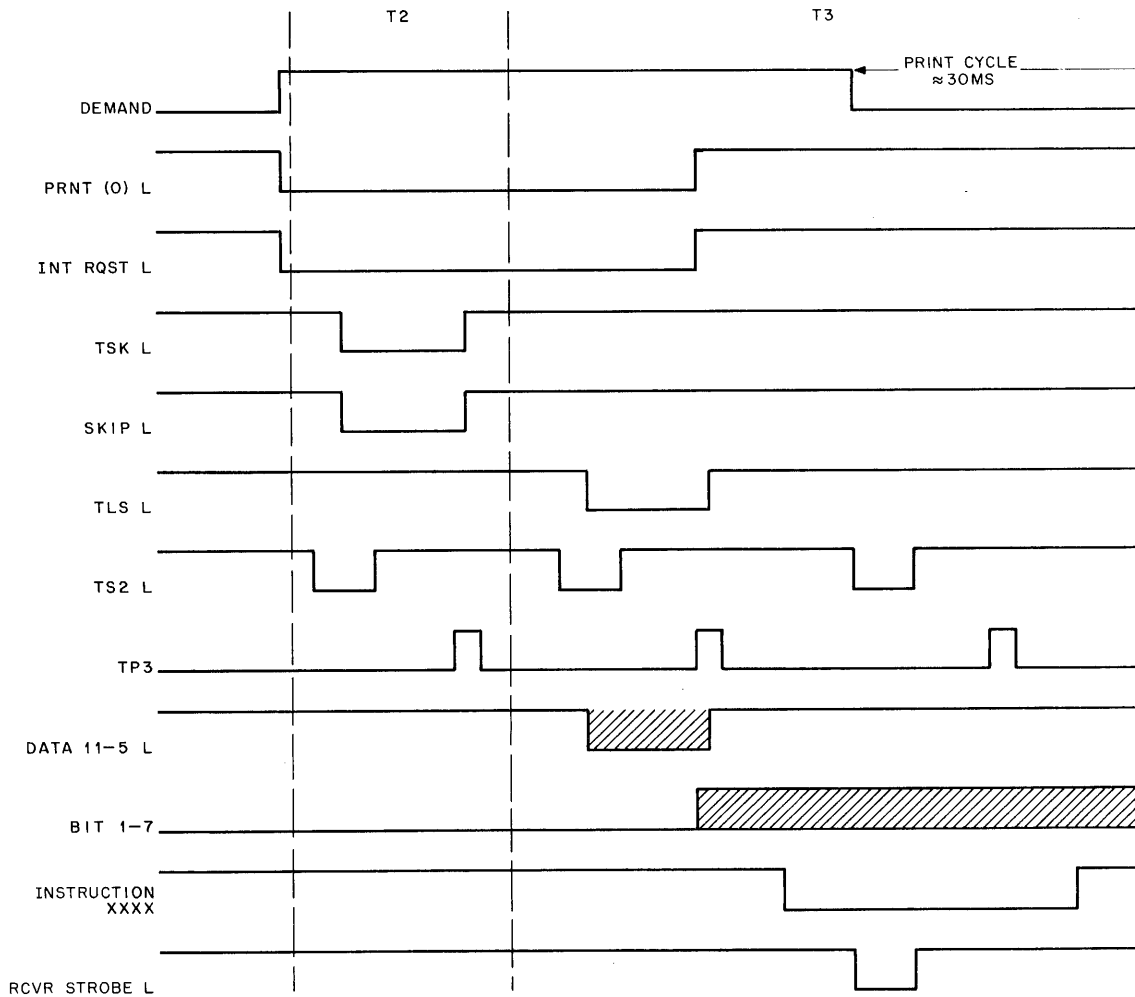 T2
T3
PRINT CYCLE
≈30MS
DEMAND
PRNT (0) L
INT RQST L
TSK L
SKIP L
TLS L
TS2 L
TP3
DATA 11-5 L
BIT 1-7
INSTRUCTION
XXXX
RCVR STROBE L